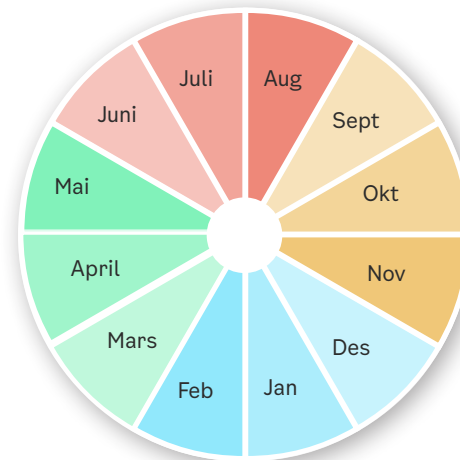 Juli
Aug
Juni
Sept
Mai
Okt
April
Nov
Mars
Des
Feb
Jan